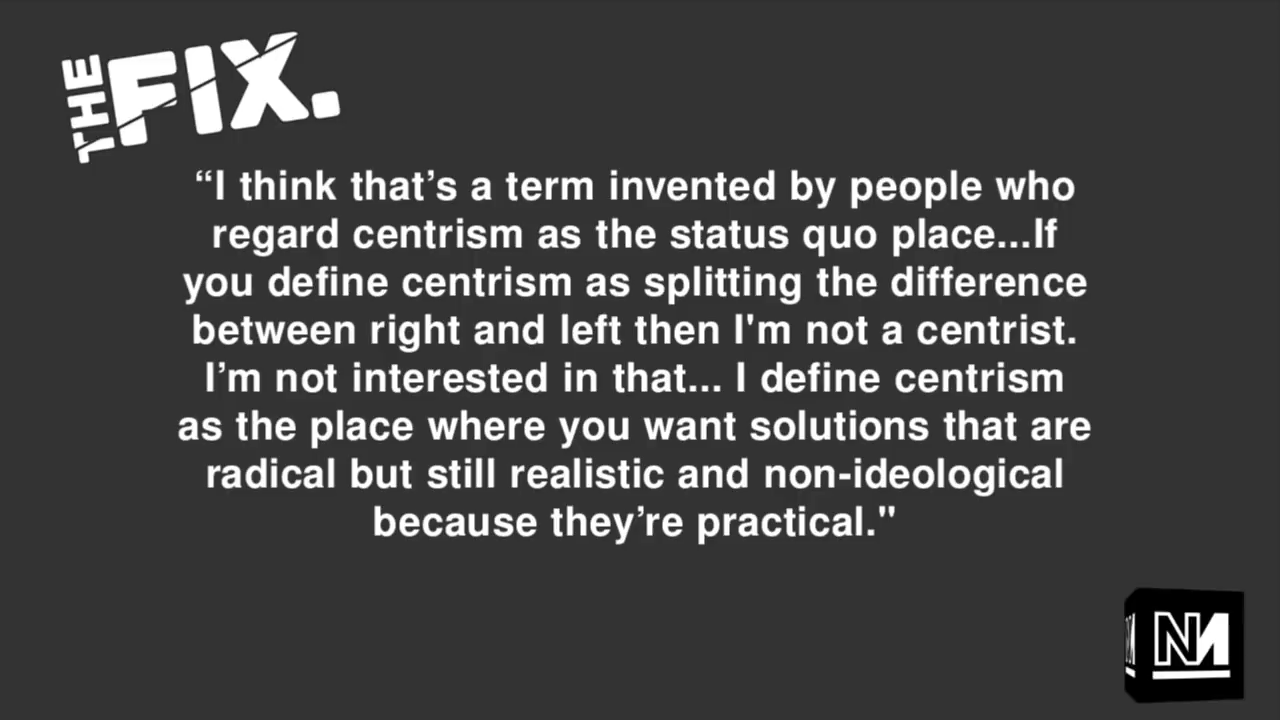 THE FIX.
“I think that’s a term invented by people who
regard centrism as the status quo place...If
you define centrism as splitting the difference
between right and left then I'm not a centrist.
I’m not interested in that... I define centrism
as the place where you want solutions that are
radical but still realistic and non-ideological
because they’re practical."
NM